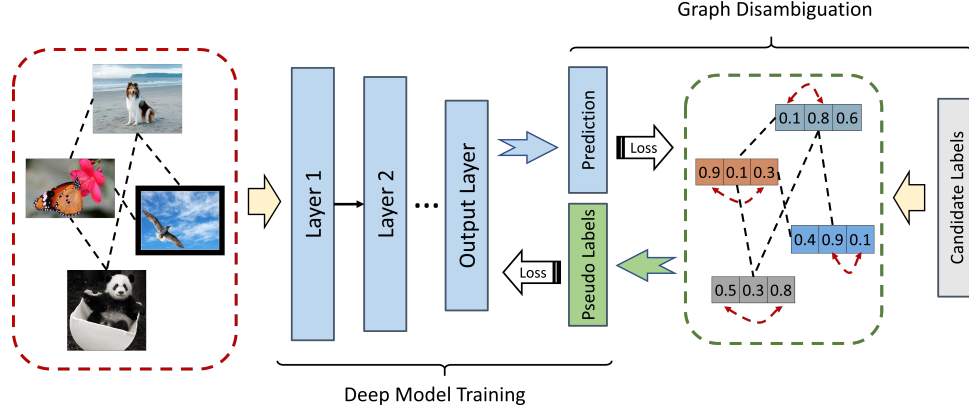 Graph Disambiguation
Layer 1
Layer 2
...
Output Layer
Prediction
Loss
Pseudo Labels
Loss
0.1 0.8 0.6
0.9 0.1 0.3
0.4 0.9 0.1
0.5 0.3 0.8
Candidate Labels
Deep Model Training